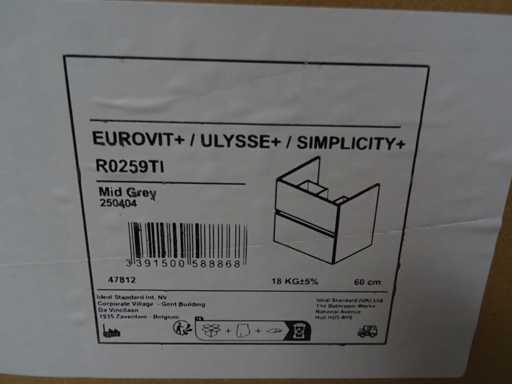 EUROVIT+ / ULYSSE+ / SIMPLICITY+
R0259TI
Mid Grey
250404
3 391500 588868
47812
18 KG±5%
60 cm
Ideal Standard Int. NV
Corporate Village - Gent Building
Da Vincilaan
1935 Zaventem - Belgium
Ideal Standard (UK) Ltd
The Bathroom Works
National Avenue